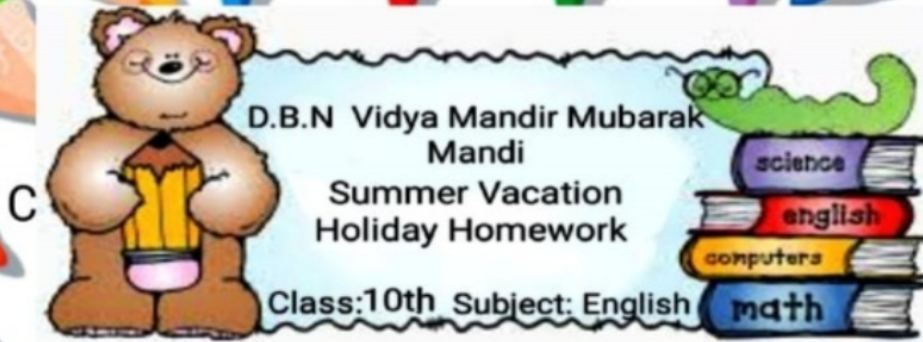 D.B.N Vidya Mandir Mubarak
Mandi
Summer Vacation
Holiday Homework
Class:10th Subject: English
science
english
computers
math
C